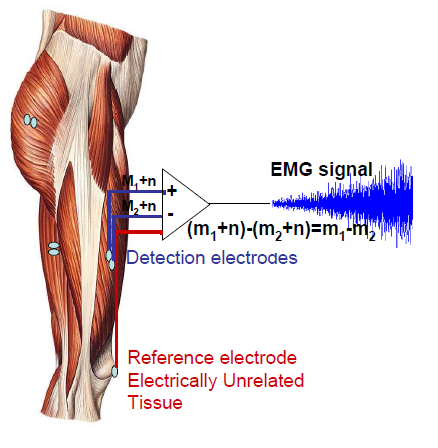 EMG signal
M₁+n
+
M₂+n
-
(m₁+n)-(m₂+n)=m₁-m₂
Detection electrodes
Reference electrode
Electrically Unrelated
Tissue